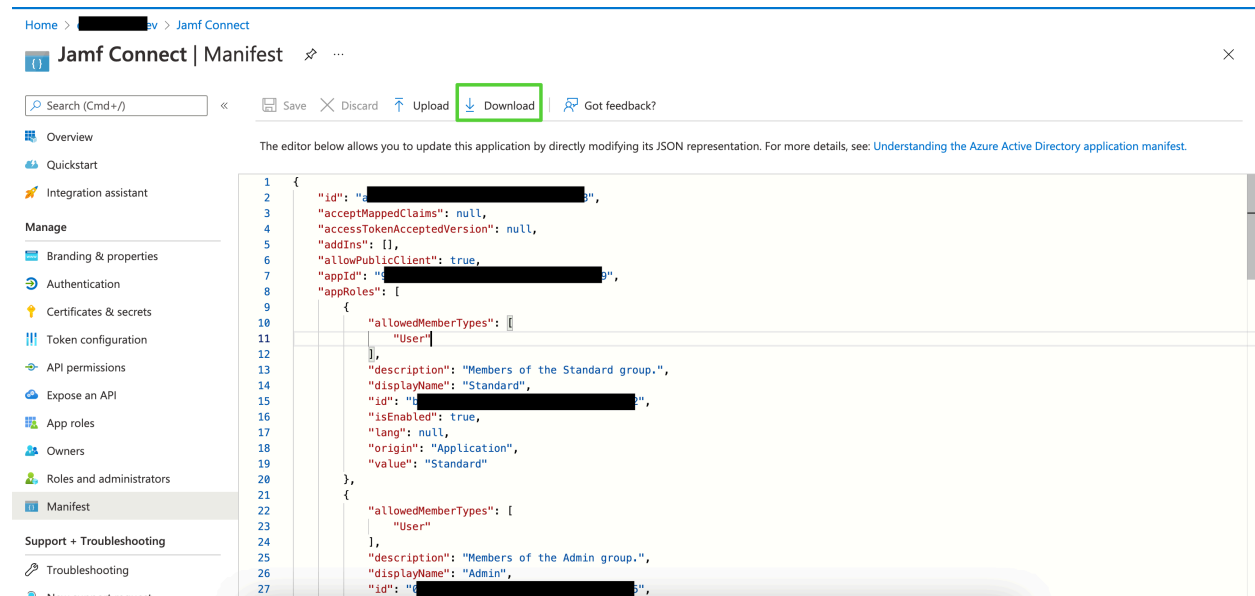 Home > ev > Jamf Connect
Jamf Connect | Manifest ...
Search (Cmd+/)
Save Discard Upload Download Got feedback?
Overview
Quickstart
Integration assistant
Manage
Branding & properties
Authentication
Certificates & secrets
Token configuration
API permissions
Expose an API
App roles
Owners
Roles and administrators
Manifest
Support + Troubleshooting
Troubleshooting
The editor below allows you to update this application by directly modifying its JSON representation. For more details, see: Understanding the Azure Active Directory application manifest.
1 {
2 "id": "a 8",
3 "acceptMappedClaims": null,
4 "accessTokenAcceptedVersion": null,
5 "addIns": [],
6 "allowPublicClient": true,
7 "appId": "9 9",
8 "appRoles": [
9 {
10 "allowedMemberTypes": [
11 "User"
12 ],
13 "description": "Members of the Standard group.",
14 "displayName": "Standard",
15 "id": "b 2",
16 "isEnabled": true,
17 "lang": null,
18 "origin": "Application",
19 "value": "Standard"
20 },
21 {
22 "allowedMemberTypes": [
23 "User"
24 ],
25 "description": "Members of the Admin group.",
26 "displayName": "Admin",
27 "id": "